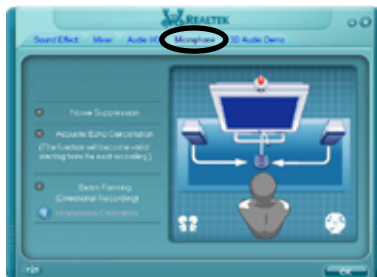 REALTEK
Sound Effect Mixer Audio I/O Microphone 3D Audio Demo
Noise Suppression
Acoustic Echo Cancellation
(The function will become valid
starting from the next recording.)
Beam Forming
(Directional Recording)
Microphone Calibration
OK